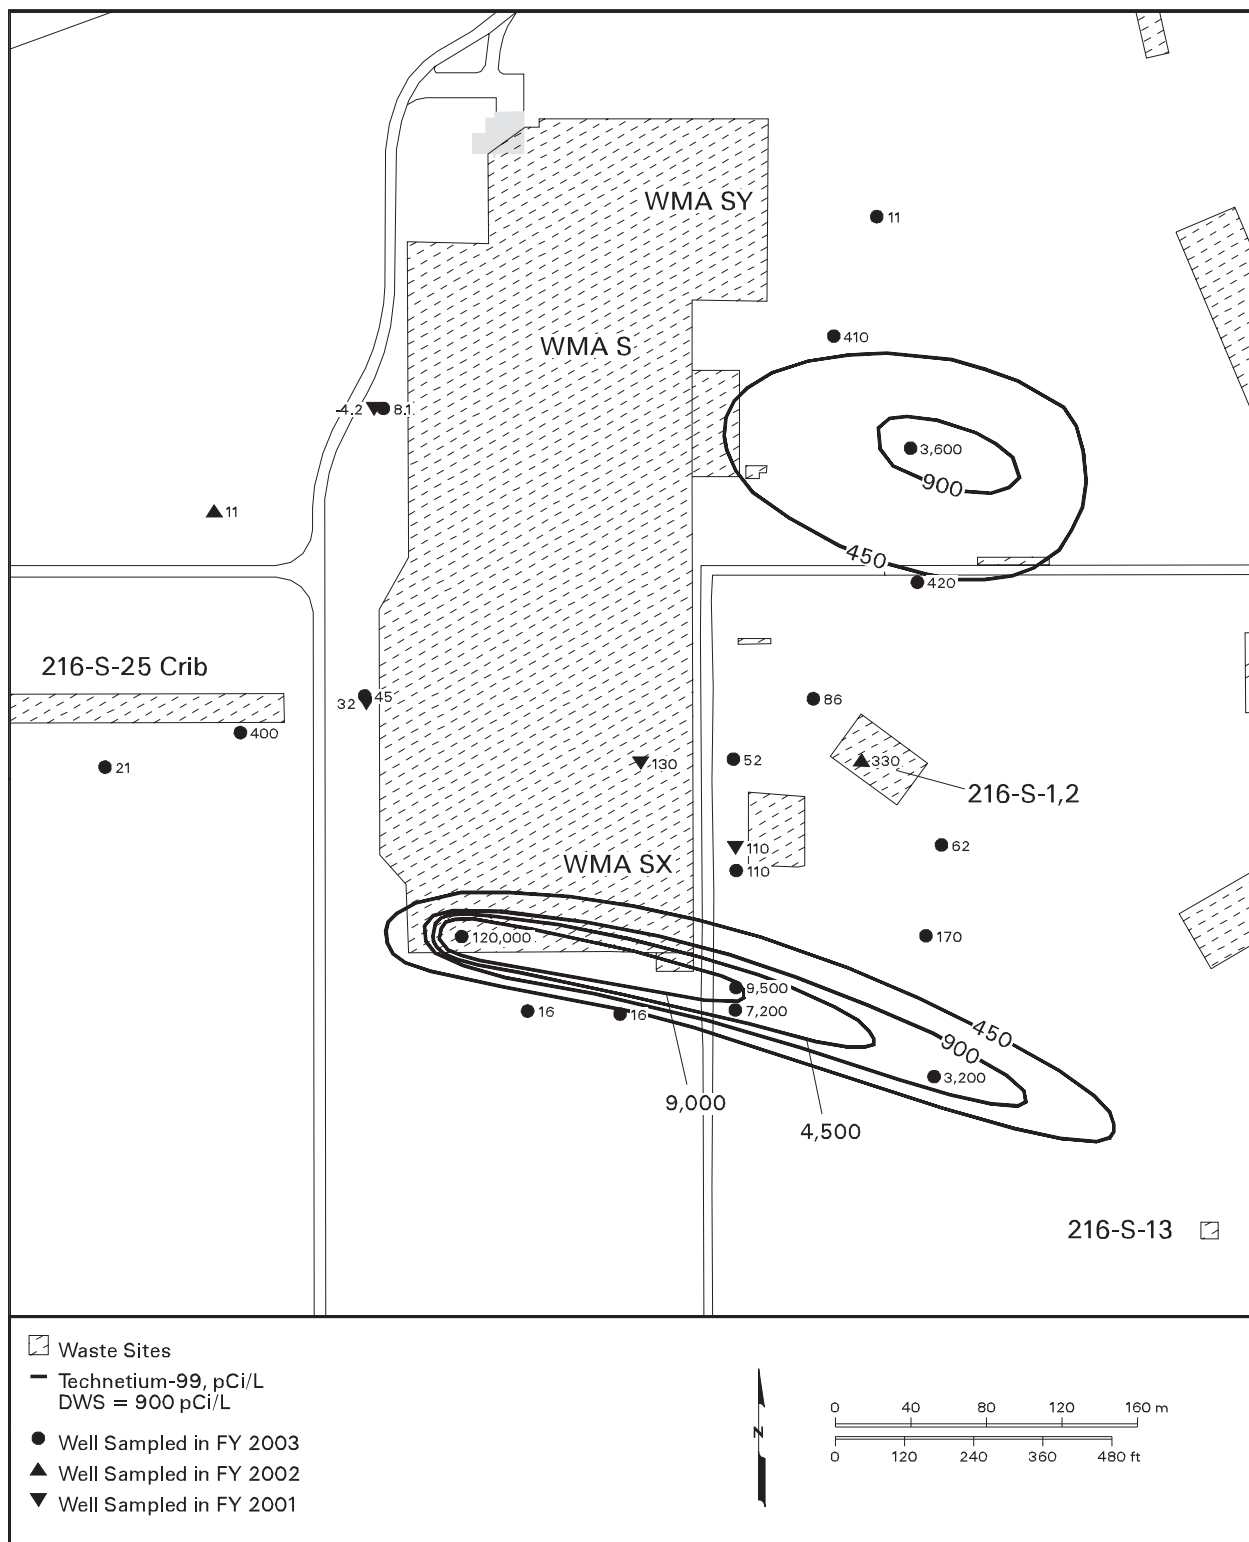 WMA SY
11
WMA S
410
-4.2
8.1
3,600
900
11
450
420
216-S-25 Crib
45
32
86
400
21
130
52
330
216-S-1,2
110
62
WMA SX
110
120,000
170
9,500
16
16
7,200
450
900
3,200
9,000
4,500
216-S-13
Waste Sites
Technetium-99, pCi/L
DWS = 900 pCi/L
Well Sampled in FY 2003
Well Sampled in FY 2002
Well Sampled in FY 2001
N
0 40 80 120 160 m
0 120 240 360 480 ft